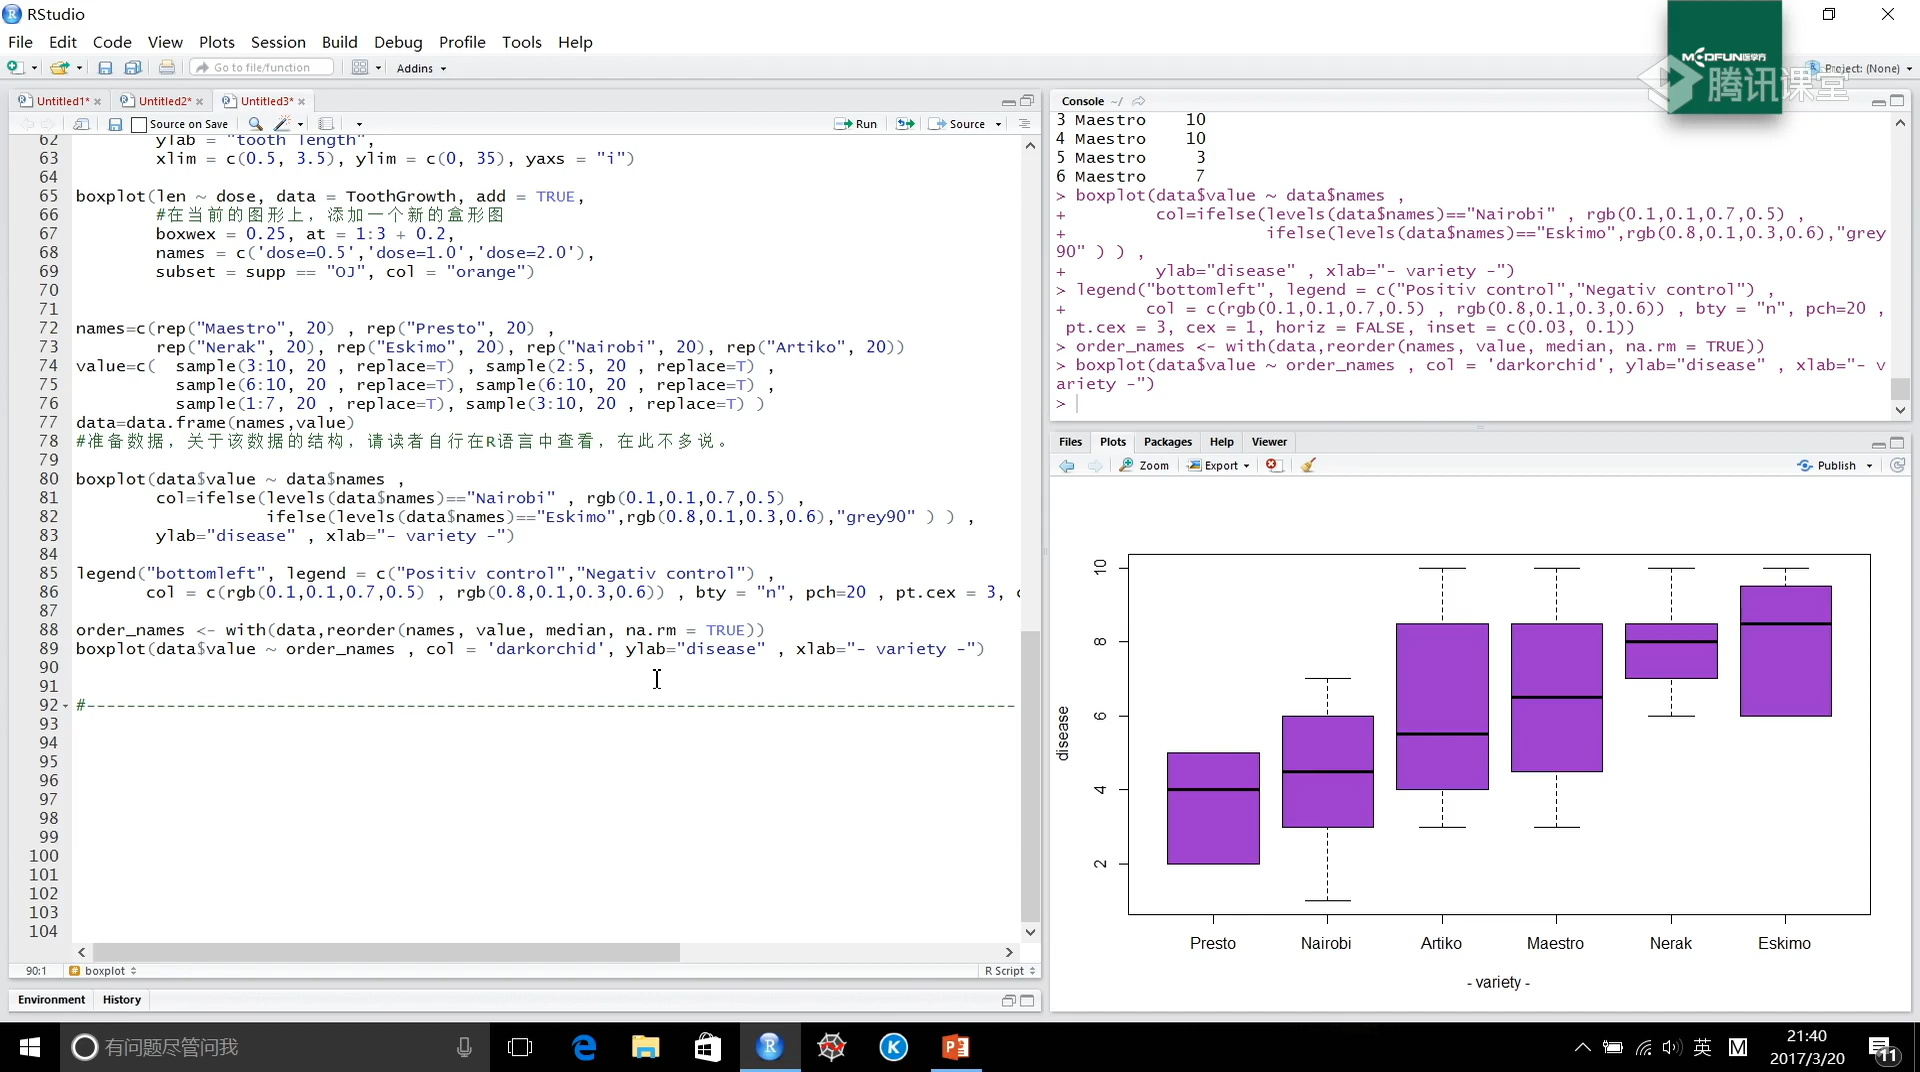 RStudio
File Edit Code View Plots Session Build Debug Profile Tools Help
Go to file/function Addins
Project: (None)
MCDFUN医学方
腾讯课堂
Untitled1* Untitled2* Untitled3*
Source on Save Run Source
62 ylab = "tooth length",
63 xlim = c(0.5, 3.5), ylim = c(0, 35), yaxs = "i")
64
65 boxplot(len ~ dose, data = ToothGrowth, add = TRUE,
66 #在当前的图形上，添加一个新的盒形图
67 boxwex = 0.25, at = 1:3 + 0.2,
68 names = c('dose=0.5','dose=1.0','dose=2.0'),
69 subset = supp == "OJ", col = "orange")
70
71
72 names=c(rep("Maestro", 20) , rep("Presto", 20) ,
73 rep("Nerak", 20), rep("Eskimo", 20), rep("Nairobi", 20), rep("Artiko", 20))
74 value=c( sample(3:10, 20 , replace=T) , sample(2:5, 20 , replace=T) ,
75 sample(6:10, 20 , replace=T), sample(6:10, 20 , replace=T) ,
76 sample(1:7, 20 , replace=T), sample(3:10, 20 , replace=T) )
77 data=data.frame(names,value)
78 #准备数据，关于该数据的结构，请读者自行在R语言中查看，在此不多说。
79
80 boxplot(data$value ~ data$names ,
81 col=ifelse(levels(data$names)=="Nairobi" , rgb(0.1,0.1,0.7,0.5) ,
82 ifelse(levels(data$names)=="Eskimo",rgb(0.8,0.1,0.3,0.6),"grey90" ) ) ,
83 ylab="disease" , xlab="- variety -")
84
85 legend("bottomleft", legend = c("Positiv control","Negativ control") ,
86 col = c(rgb(0.1,0.1,0.7,0.5) , rgb(0.8,0.1,0.3,0.6)) , bty = "n", pch=20 , pt.cex = 3, c
87
88 order_names <- with(data,reorder(names, value, median, na.rm = TRUE))
89 boxplot(data$value ~ order_names , col = 'darkorchid', ylab="disease" , xlab="- variety -")
90
91
92 #---------------------------------------------------------------------------------------------
93
94
95
96
97
98
99
100
101
102
103
104
90:1 boxplot R Script
Environment History
Console ~/
3 Maestro 10
4 Maestro 10
5 Maestro 3
6 Maestro 7
> boxplot(data$value ~ data$names ,
+ col=ifelse(levels(data$names)=="Nairobi" , rgb(0.1,0.1,0.7,0.5) ,
+ ifelse(levels(data$names)=="Eskimo",rgb(0.8,0.1,0.3,0.6),"grey
90" ) ) ,
+ ylab="disease" , xlab="- variety -")
> legend("bottomleft", legend = c("Positiv control","Negativ control") ,
+ col = c(rgb(0.1,0.1,0.7,0.5) , rgb(0.8,0.1,0.3,0.6)) , bty = "n", pch=20 ,
pt.cex = 3, cex = 1, horiz = FALSE, inset = c(0.03, 0.1))
> order_names <- with(data,reorder(names, value, median, na.rm = TRUE))
> boxplot(data$value ~ order_names , col = 'darkorchid', ylab="disease" , xlab="- v
ariety -")
>
Files Plots Packages Help Viewer
Zoom Export Publish
10
8
6
4
2
disease
Presto Nairobi Artiko Maestro Nerak Eskimo
- variety -
有问题尽管问我
英 M
21:40
2017/3/20
11